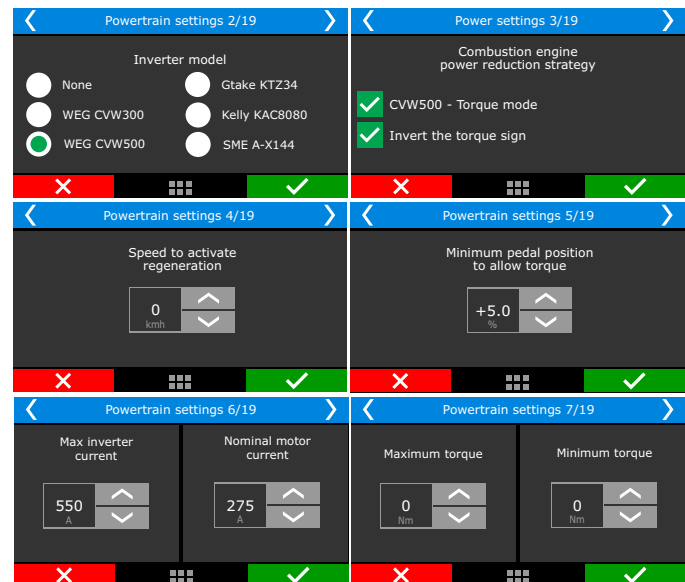 Powertrain settings 2/19
Inverter model
None
Gtake KTZ34
WEG CVW300
Kelly KAC8080
WEG CVW500
SME A-X144
Power settings 3/19
Combustion engine
power reduction strategy
CVW500 - Torque mode
Invert the torque sign
Powertrain settings 4/19
Speed to activate
regeneration
0
kmh
Powertrain settings 5/19
Minimum pedal position
to allow torque
+5.0
%
Powertrain settings 6/19
Max inverter
current
550
A
Nominal motor
current
275
A
Powertrain settings 7/19
Maximum torque
0
Nm
Minimum torque
0
Nm